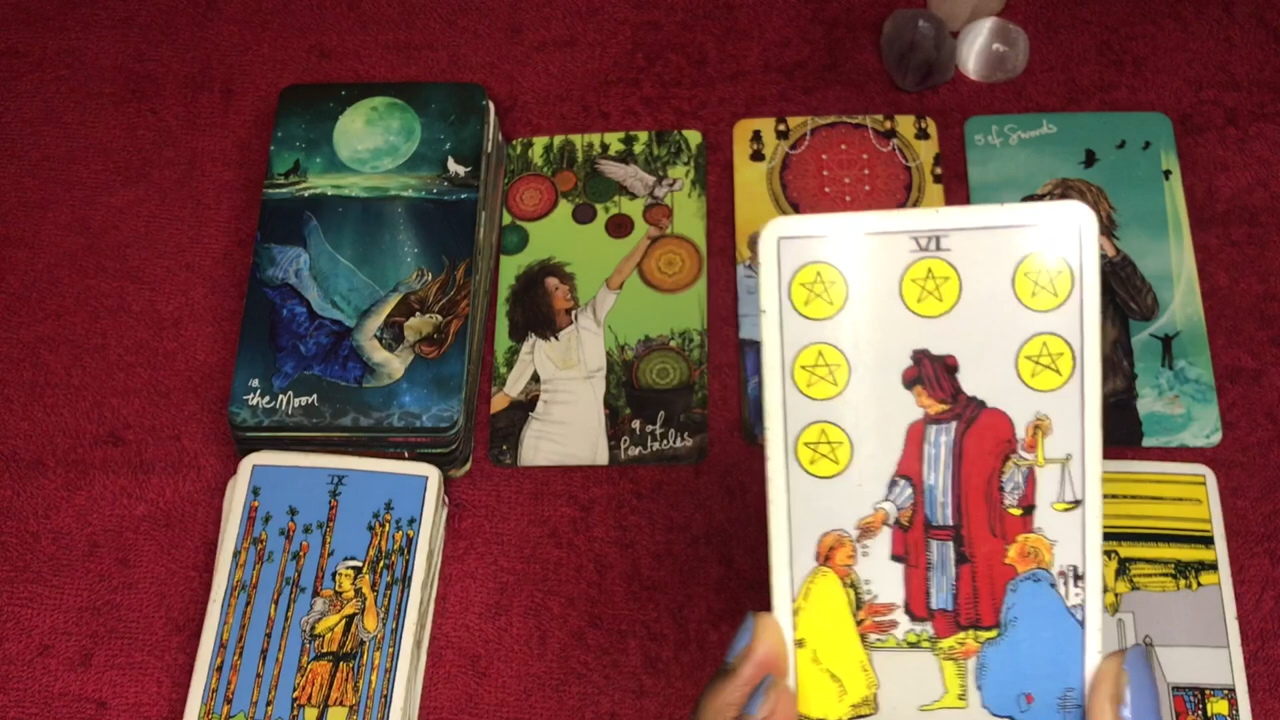 5 of Swords
VI
18.
the Moon
9 of
Pentacles
IX